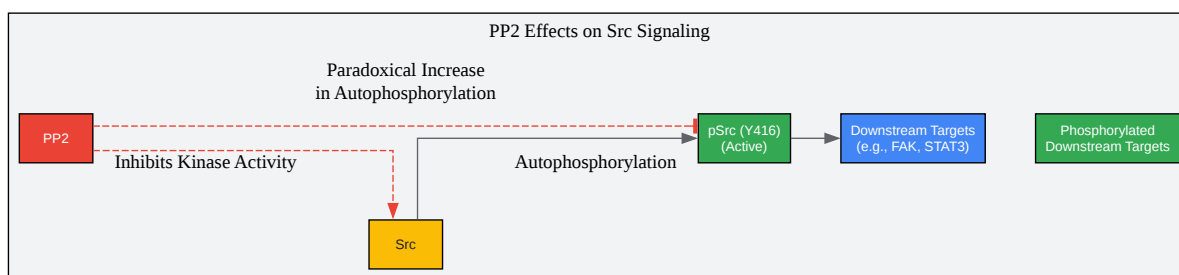 PP2 Effects on Src Signaling
Paradoxical Increase
in Autophosphorylation
PP2
Inhibits Kinase Activity
Autophosphorylation
pSrc (Y416)
(Active)
Downstream Targets
(e.g., FAK, STAT3)
Phosphorylated
Downstream Targets
Src